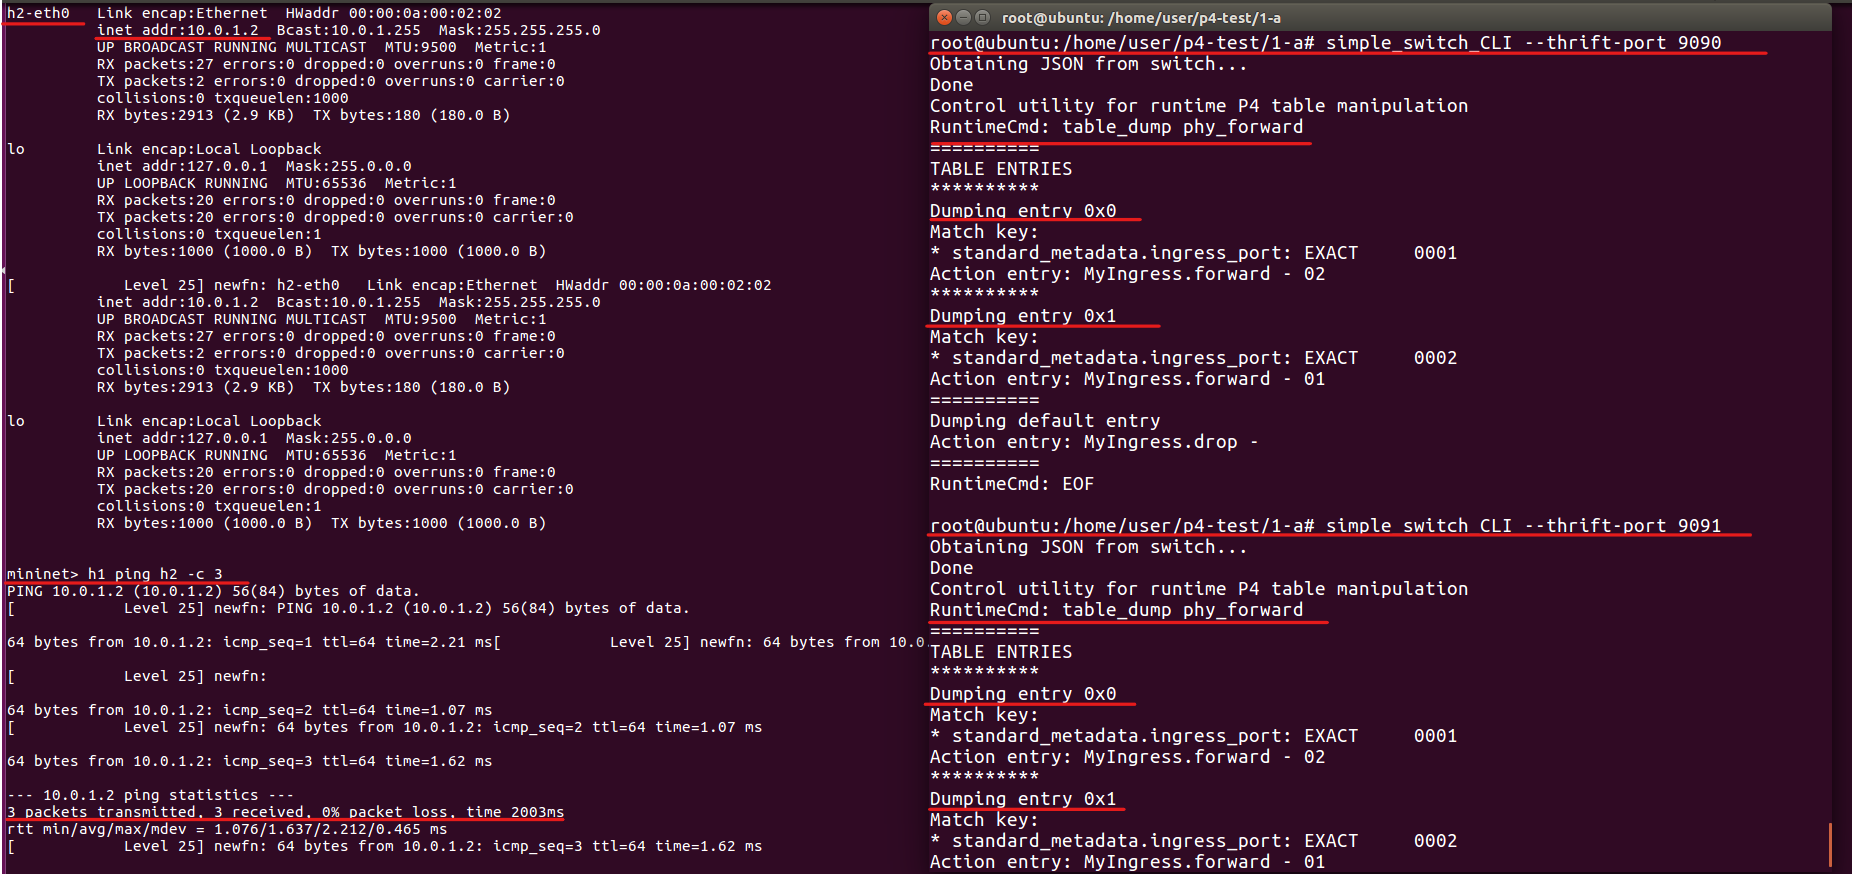 h2-eth0   Link encap:Ethernet  HWaddr 00:00:0a:00:02:02
          inet addr:10.0.1.2  Bcast:10.0.1.255  Mask:255.255.255.0
          UP BROADCAST RUNNING MULTICAST  MTU:9500  Metric:1
          RX packets:27 errors:0 dropped:0 overruns:0 frame:0
          TX packets:2 errors:0 dropped:0 overruns:0 carrier:0
          collisions:0 txqueuelen:1000
          RX bytes:2913 (2.9 KB)  TX bytes:180 (180.0 B)
lo        Link encap:Local Loopback
          inet addr:127.0.0.1  Mask:255.0.0.0
          UP LOOPBACK RUNNING  MTU:65536  Metric:1
          RX packets:20 errors:0 dropped:0 overruns:0 frame:0
          TX packets:20 errors:0 dropped:0 overruns:0 carrier:0
          collisions:0 txqueuelen:1
          RX bytes:1000 (1000.0 B)  TX bytes:1000 (1000.0 B)
[            Level 25] newfn: h2-eth0   Link encap:Ethernet  HWaddr 00:00:0a:00:02:02
          inet addr:10.0.1.2  Bcast:10.0.1.255  Mask:255.255.255.0
          UP BROADCAST RUNNING MULTICAST  MTU:9500  Metric:1
          RX packets:27 errors:0 dropped:0 overruns:0 frame:0
          TX packets:2 errors:0 dropped:0 overruns:0 carrier:0
          collisions:0 txqueuelen:1000
          RX bytes:2913 (2.9 KB)  TX bytes:180 (180.0 B)
lo        Link encap:Local Loopback
          inet addr:127.0.0.1  Mask:255.0.0.0
          UP LOOPBACK RUNNING  MTU:65536  Metric:1
          RX packets:20 errors:0 dropped:0 overruns:0 frame:0
          TX packets:20 errors:0 dropped:0 overruns:0 carrier:0
          collisions:0 txqueuelen:1
          RX bytes:1000 (1000.0 B)  TX bytes:1000 (1000.0 B)
mininet> h1 ping h2 -c 3
PING 10.0.1.2 (10.0.1.2) 56(84) bytes of data.
[            Level 25] newfn: PING 10.0.1.2 (10.0.1.2) 56(84) bytes of data.
64 bytes from 10.0.1.2: icmp_seq=1 ttl=64 time=2.21 ms[            Level 25] newfn: 64 bytes from 10.0
[            Level 25] newfn:
64 bytes from 10.0.1.2: icmp_seq=2 ttl=64 time=1.07 ms
[            Level 25] newfn: 64 bytes from 10.0.1.2: icmp_seq=2 ttl=64 time=1.07 ms
64 bytes from 10.0.1.2: icmp_seq=3 ttl=64 time=1.62 ms
--- 10.0.1.2 ping statistics ---
3 packets transmitted, 3 received, 0% packet loss, time 2003ms
rtt min/avg/max/mdev = 1.076/1.637/2.212/0.465 ms
[            Level 25] newfn: 64 bytes from 10.0.1.2: icmp_seq=3 ttl=64 time=1.62 ms
root@ubuntu: /home/user/p4-test/1-a
root@ubuntu:/home/user/p4-test/1-a# simple_switch_CLI --thrift-port 9090
Obtaining JSON from switch...
Done
Control utility for runtime P4 table manipulation
RuntimeCmd: table_dump phy_forward
==========
TABLE ENTRIES
**********
Dumping entry 0x0
Match key:
* standard_metadata.ingress_port: EXACT     0001
Action entry: MyIngress.forward - 02
**********
Dumping entry 0x1
Match key:
* standard_metadata.ingress_port: EXACT     0002
Action entry: MyIngress.forward - 01
==========
Dumping default entry
Action entry: MyIngress.drop -
==========
RuntimeCmd: EOF
root@ubuntu:/home/user/p4-test/1-a# simple_switch_CLI --thrift-port 9091
Obtaining JSON from switch...
Done
Control utility for runtime P4 table manipulation
RuntimeCmd: table_dump phy_forward
==========
TABLE ENTRIES
**********
Dumping entry 0x0
Match key:
* standard_metadata.ingress_port: EXACT     0001
Action entry: MyIngress.forward - 02
**********
Dumping entry 0x1
Match key:
* standard_metadata.ingress_port: EXACT     0002
Action entry: MyIngress.forward - 01